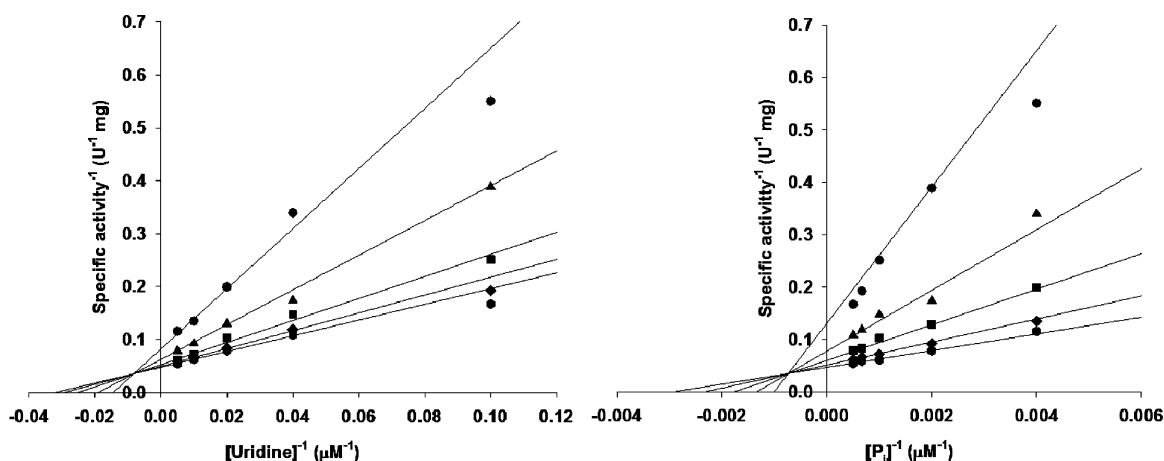 0.7
0.6
0.5
0.4
0.3
0.2
0.1
0.0
Specific activity⁻¹ (U⁻¹ mg)
-0.04 -0.02 0.00 0.02 0.04 0.06 0.08 0.10 0.12
[Uridine]⁻¹ (µM⁻¹)
0.7
0.6
0.5
0.4
0.3
0.2
0.1
0.0
Specific activitty⁻¹ (U⁻¹ mg)
-0.004 -0.002 0.000 0.002 0.004 0.006
[Pᵢ]⁻¹ (µM⁻¹)